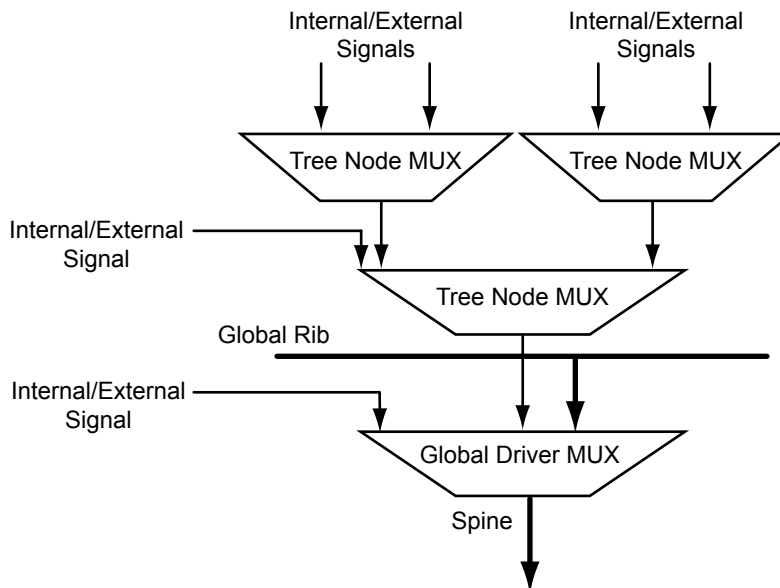 Internal/External
Signals
Internal/External
Signals
Tree Node MUX
Tree Node MUX
Internal/External
Signal
Tree Node MUX
Global Rib
Internal/External
Signal
Global Driver MUX
Spine